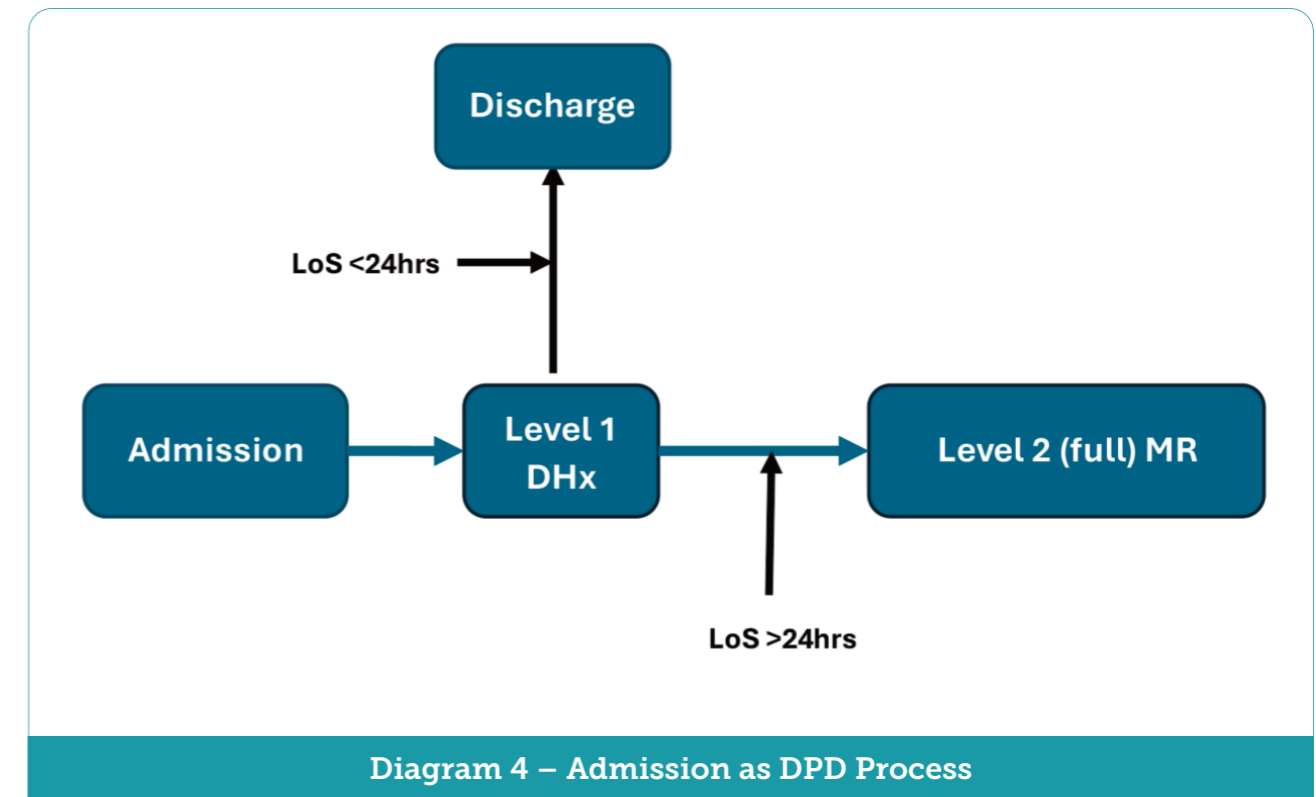 Discharge
LoS <24hrs
Admission
Level 1
DHx
Level 2 (full) MR
LoS >24hrs
Diagram 4 – Admission as DPD Process